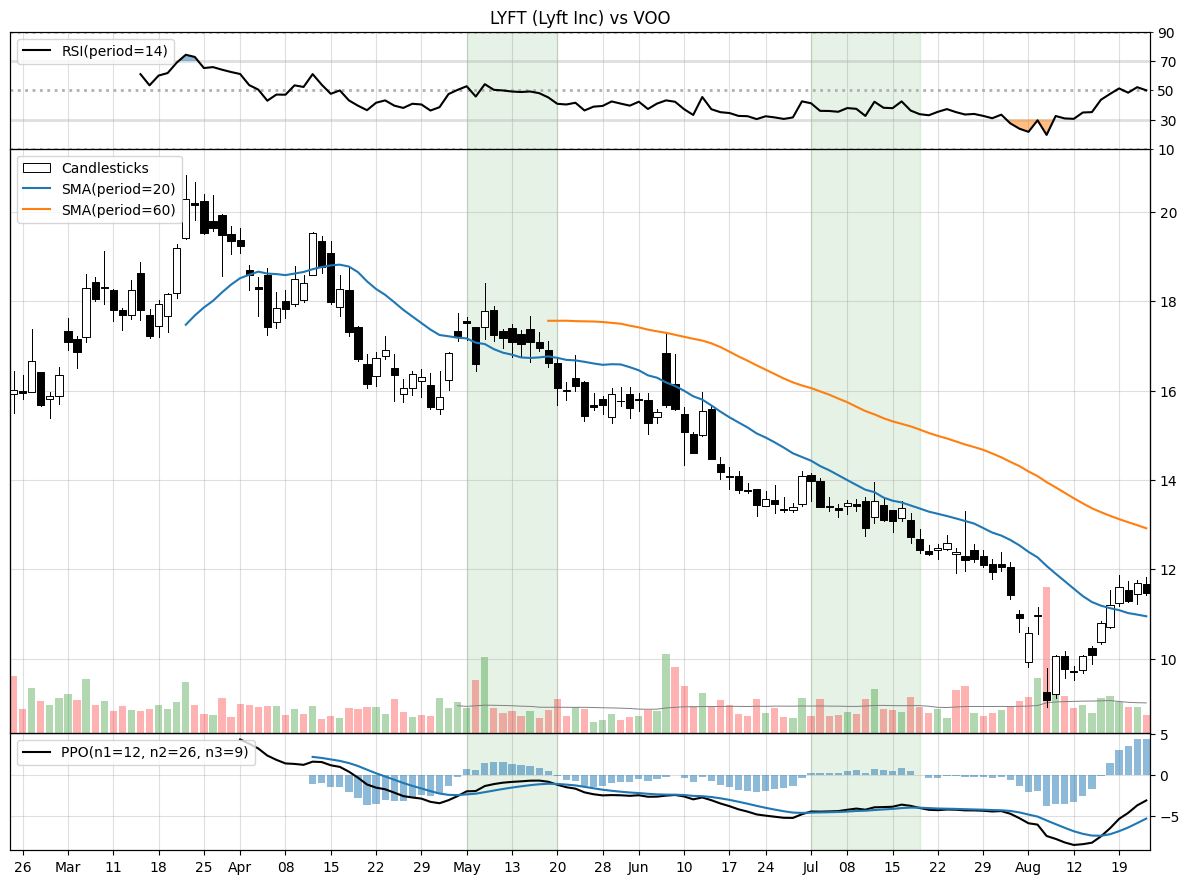 LYFT (Lyft Inc) vs VOO
RSI(period=14)
90
70
50
30
10
Candlesticks
SMA(period=20)
SMA(period=60)
20
18
16
14
12
10
PPO(n1=12, n2=26, n3=9)
5
0
−5
26 Mar 11 18 25 Apr 08 15 22 29 May 13 20 28 Jun 10 17 24 Jul 08 15 22 29 Aug 12 19